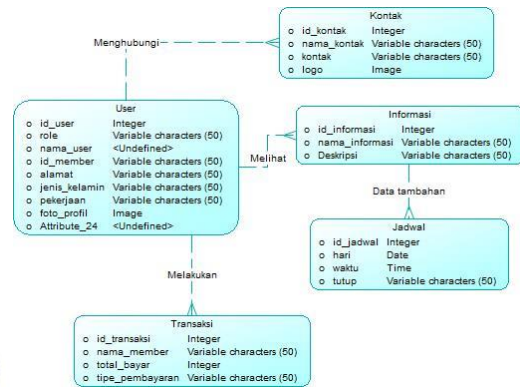 Kontak
o id_kontak Integer
o nama_kontak Variable characters (50)
o kontak Variable characters (50)
o logo Image
Menghubungi
User
o id_user Integer
o role Variable characters (50)
o nama_user <Undefined>
o id_member Variable characters (50)
o alamat Variable characters (50)
o jenis_kelamin Variable characters (50)
o pekerjaan Variable characters (50)
o foto_profil Image
o Attribute_24 <Undefined>
Melihat
Informasi
o id_informasi Integer
o nama_informasi Variable characters (50)
o Deskripsi Variable characters (50)
Data tambahan
Jadwal
o id_jadwal Integer
o hari Date
o waktu Time
o tutup Variable characters (50)
Melakukan
Transaksi
o id_transaksi Integer
o nama_member Variable characters (50)
o total_bayar Integer
o tipe_pembayaran Variable characters (50)